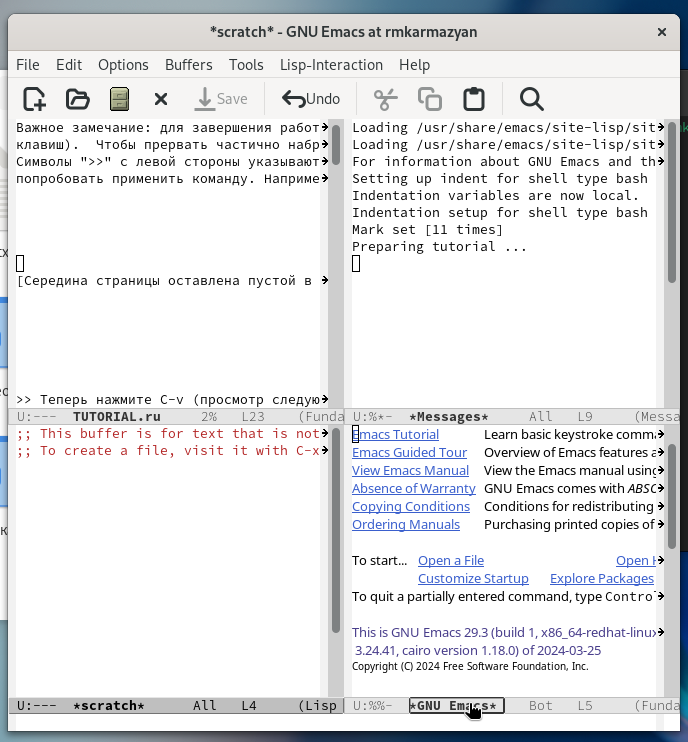 *scratch* - GNU Emacs at rmkarmazyan
File Edit Options Buffers Tools Lisp-Interaction Help
Save Undo
Важное замечание: для завершения работ
клавиш).  Чтобы прервать частично набр
Символы ">>" с левой стороны указывают
попробовать применить команду. Наприме
[Середина страницы оставлена пустой в
>> Теперь нажмите C-v (просмотр следую
U:--- TUTORIAL.ru 2% L23 (Funda
Loading /usr/share/emacs/site-lisp/sit
Loading /usr/share/emacs/site-lisp/sit
For information about GNU Emacs and th
Setting up indent for shell type bash
Indentation variables are now local.
Indentation setup for shell type bash
Mark set [11 times]
Preparing tutorial ...
U:%*- *Messages* All L9 (Messa
;; This buffer is for text that is not
;; To create a file, visit it with C-x
U:--- *scratch* All L4 (Lisp
Emacs Tutorial Learn basic keystroke comma
Emacs Guided Tour Overview of Emacs features a
View Emacs Manual View the Emacs manual using
Absence of Warranty GNU Emacs comes with ABSO
Copying Conditions Conditions for redistributing
Ordering Manuals Purchasing printed copies of
To start... Open a File Open H
Customize Startup Explore Packages
To quit a partially entered command, type Contro
This is GNU Emacs 29.3 (build 1, x86_64-redhat-linux
3.24.41, cairo version 1.18.0) of 2024-03-25
Copyright (C) 2024 Free Software Foundation, Inc.
U:%%- *GNU Emacs* Bot L5 (Funda